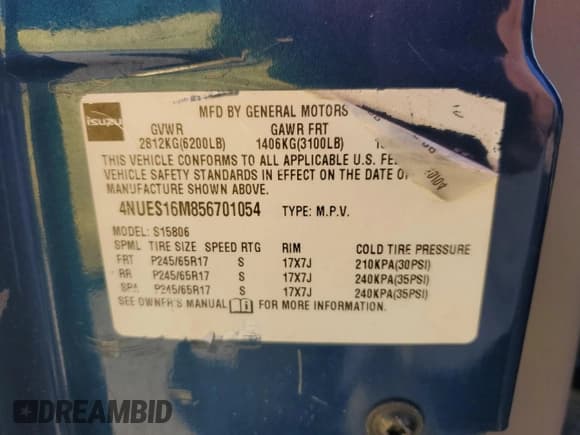 isuzu
MFD BY GENERAL MOTORS
GVWR GAWR FRT
2812KG(6200LB) 1406KG(3100LB)
THIS VEHICLE CONFORMS TO ALL APPLICABLE U.S.
VEHICLE SAFETY STANDARDS IN EFFECT ON THE DATE OF
MANUFACTURE SHOWN ABOVE.
4NUES16M856701054 TYPE: M.P.V.
MODEL: S15806
SPML TIRE SIZE SPEED RTG RIM COLD TIRE PRESSURE
FRT P245/65R17 S 17X7J 210KPA(30PSI)
RR P245/65R17 S 17X7J 240KPA(35PSI)
SPA P245/65R17 S 17X7J 240KPA(35PSI)
SEE OWNER'S MANUAL FOR MORE INFORMATION.
DREAMBID